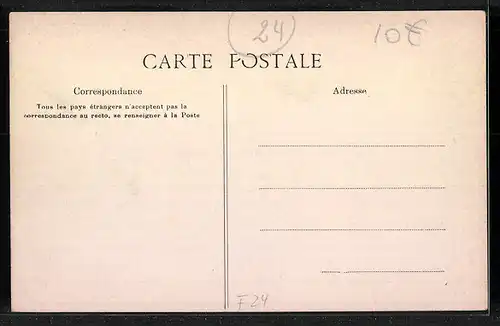 24
10€
CARTE POSTALE
Correspondance
Tous les pays étrangers n'acceptent pas la
correspondance au recto, se renseigner à la Poste
Adresse
F24